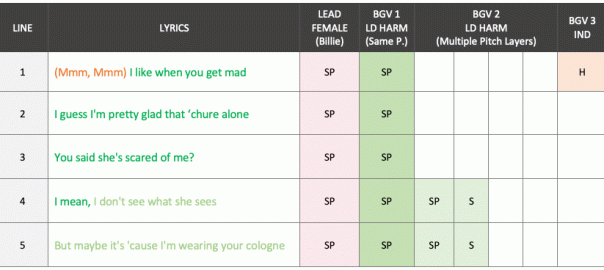 LINE LYRICS LEAD FEMALE (Billie) BGV 1 LD HARM (Same P.) BGV 2 LD HARM (Multiple Pitch Layers) BGV 3 IND
1 (Mmm, Mmm) I like when you get mad SP SP H
2 I guess I'm pretty glad that ‘chure alone SP SP
3 You said she's scared of me? SP SP
4 I mean, I don't see what she sees SP SP SP S
5 But maybe it's 'cause I'm wearing your cologne SP SP SP S